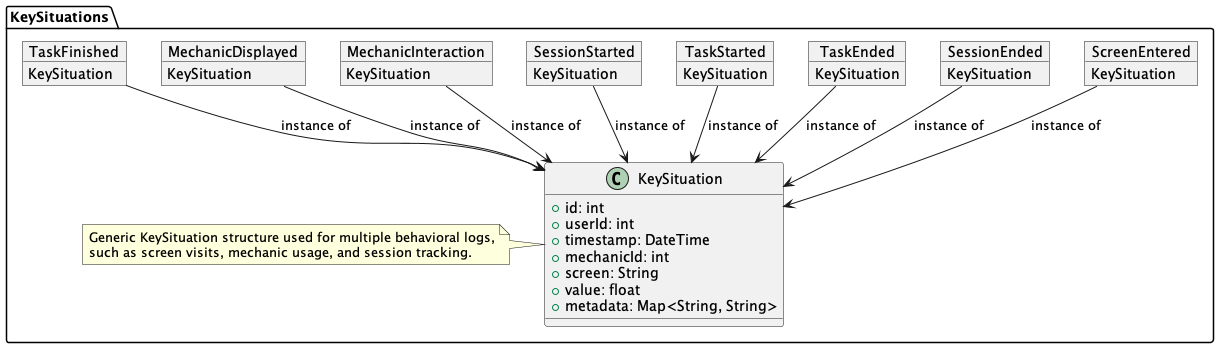 KeySituations
TaskFinished
KeySituation
MechanicDisplayed
KeySituation
MechanicInteraction
KeySituation
SessionStarted
KeySituation
TaskStarted
KeySituation
TaskEnded
KeySituation
SessionEnded
KeySituation
ScreenEntered
KeySituation
instance of
instance of
instance of
instance of
instance of
instance of
instance of
instance of
C KeySituation
id: int
userId: int
timestamp: DateTime
mechanicId: int
screen: String
value: float
metadata: Map<String, String>
Generic KeySituation structure used for multiple behavioral logs,
such as screen visits, mechanic usage, and session tracking.